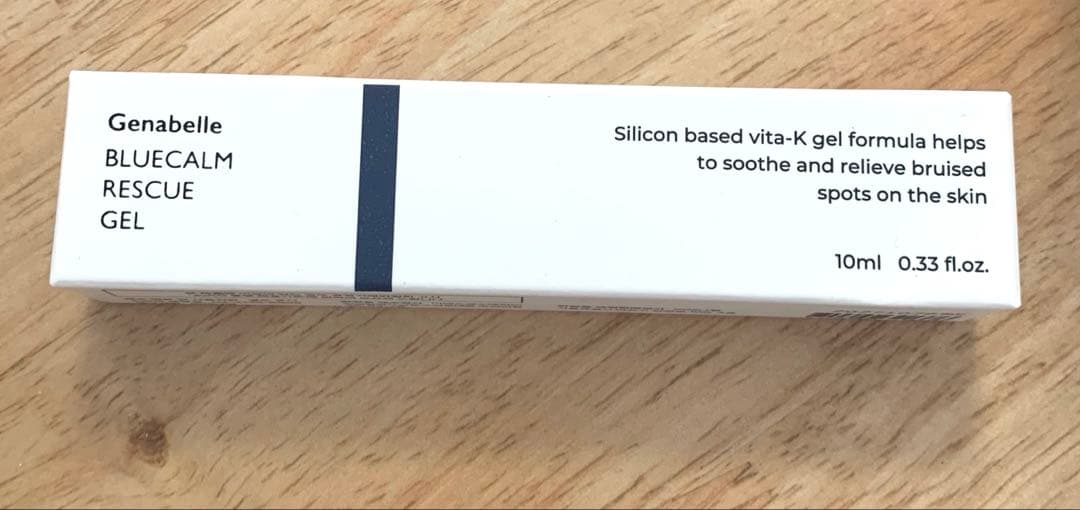 Genabelle
BLUECALM
RESCUE
GEL
Silicon based vita-K gel formula helps
to soothe and relieve bruised
spots on the skin
10ml 0.33 fl.oz.